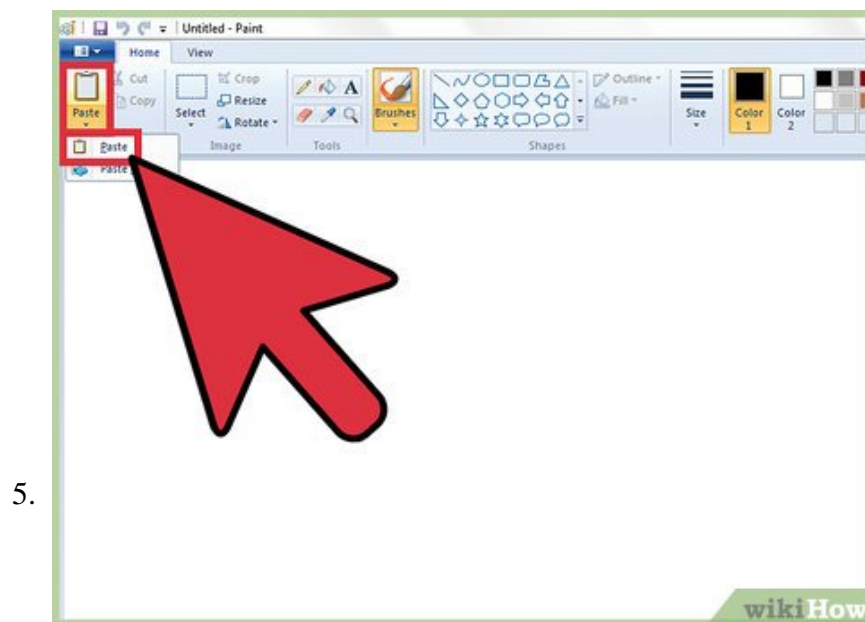 Untitled - Paint
Home View
Cut
Copy
Paste
Select
Crop
Resize
Rotate
Brushes
Outline
Fill
Size
Color 1
Color 2
Image Tools Shapes
Paste
Paste
5.
wikiHow